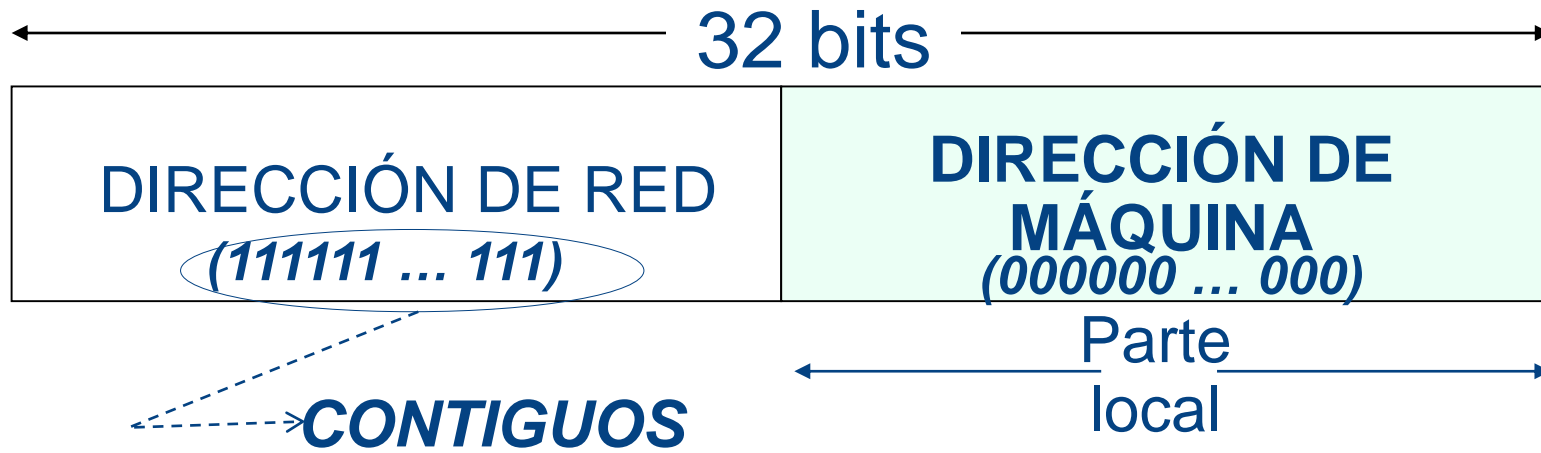 32 bits
DIRECCIÓN DE RED
(111111 … 111)
DIRECCIÓN DE
MÁQUINA
(000000 … 000)
Parte
local
CONTIGUOS